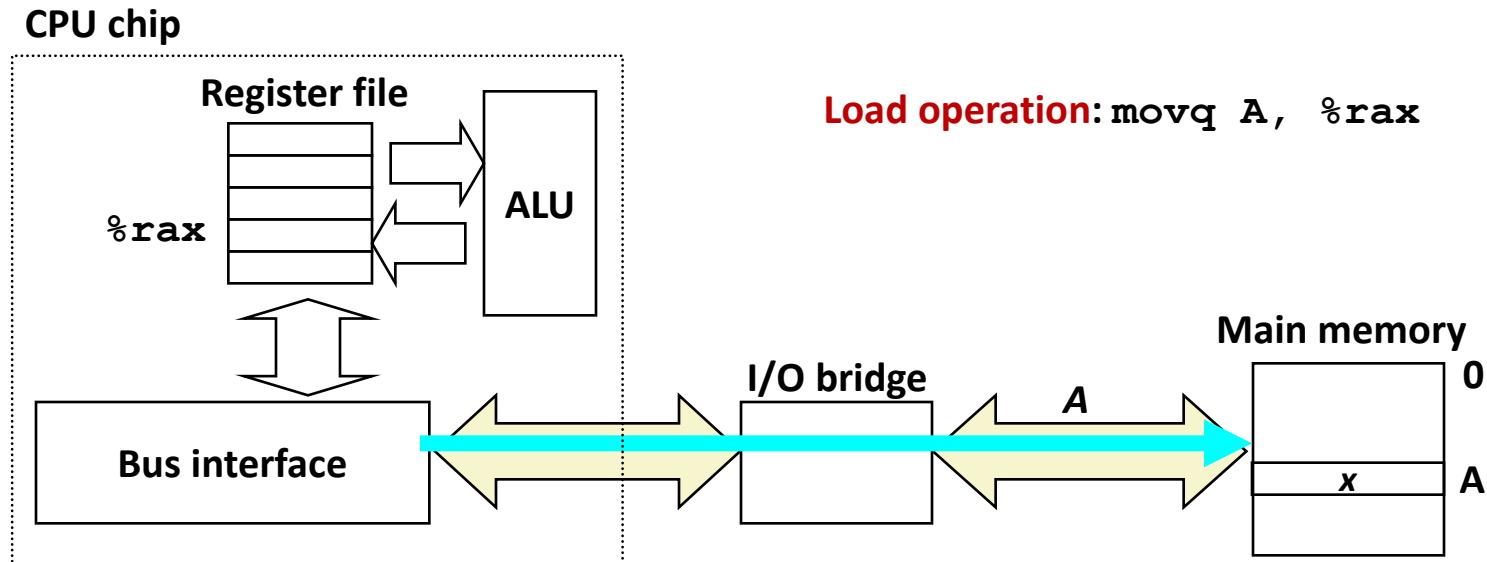 CPU chip
Register file
Load operation: movq A, %rax
ALU
%rax
Main memory
0
I/O bridge
A
Bus interface
x
A